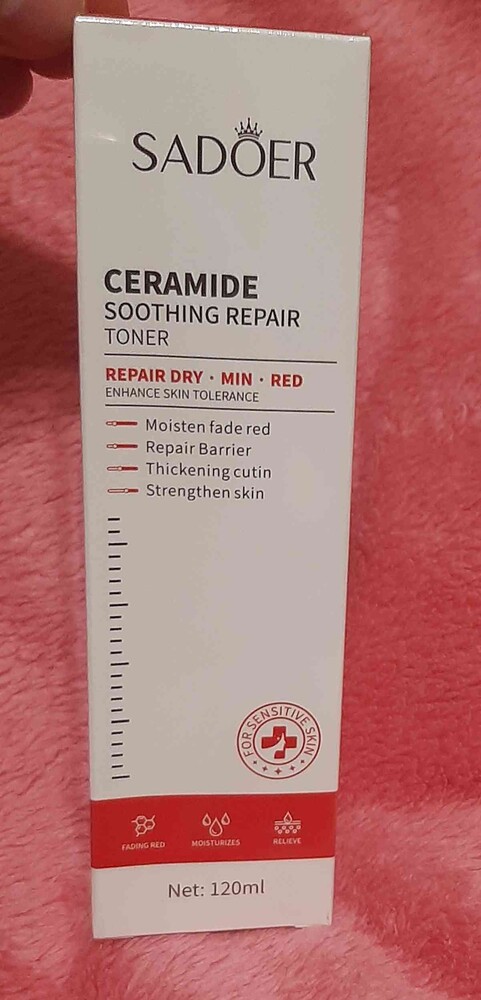 SADOER
CERAMIDE
SOOTHING REPAIR
TONER
REPAIR DRY · MIN · RED
ENHANCE SKIN TOLERANCE
Moisten fade red
Repair Barrier
Thickening cutin
Strengthen skin
FOR SENSITIVE SKIN
FADING RED MOISTURIZES RELIEVE
Net: 120ml